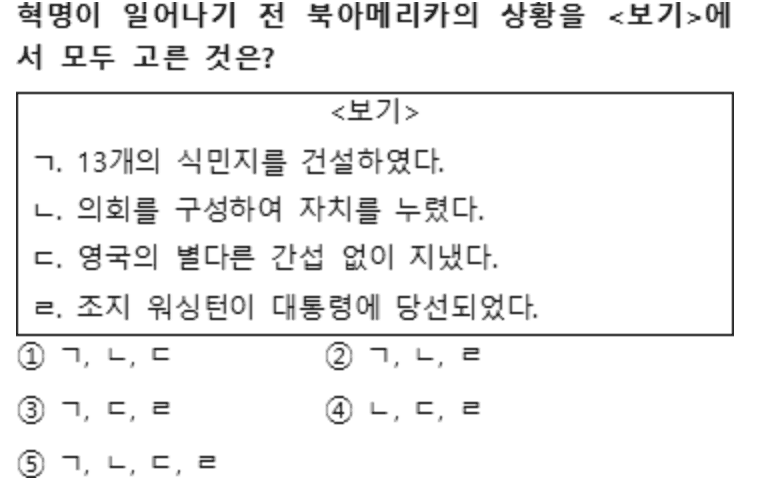 혁명이 일어나기 전 북아메리카의 상황을 <보기>에
서 모두 고른 것은?
<보기>
ㄱ. 13개의 식민지를 건설하였다.
ㄴ. 의회를 구성하여 자치를 누렸다.
ㄷ. 영국의 별다른 간섭 없이 지냈다.
ㄹ. 조지 워싱턴이 대통령에 당선되었다.
① ㄱ, ㄴ, ㄷ ② ㄱ, ㄴ, ㄹ
③ ㄱ, ㄷ, ㄹ ④ ㄴ, ㄷ, ㄹ
⑤ ㄱ, ㄴ, ㄷ, ㄹ